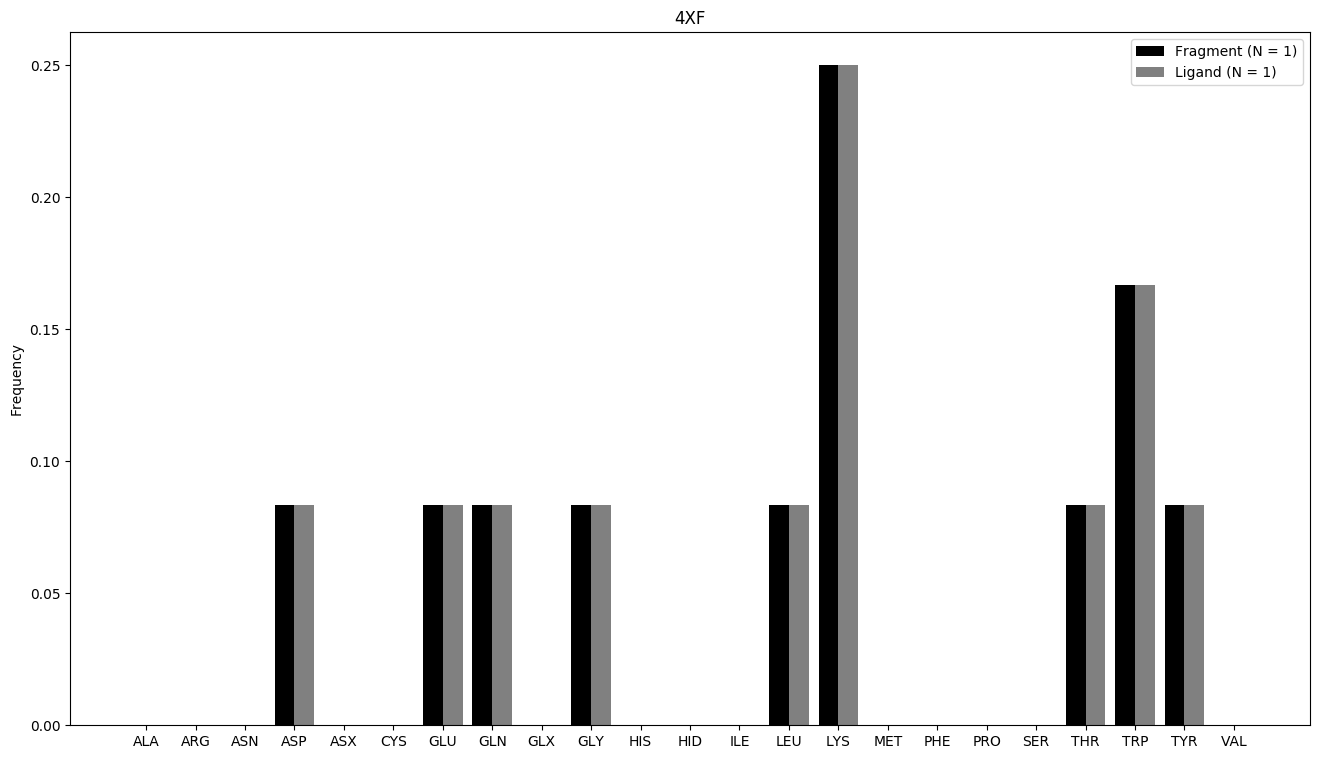 4XF
Fragment (N = 1)
Ligand (N = 1)
Frequency
0.25
0.20
0.15
0.10
0.05
0.00
ALA ARG ASN ASP ASX CYS GLU GLN GLX GLY HIS HID ILE LEU LYS MET PHE PRO SER THR TRP TYR VAL